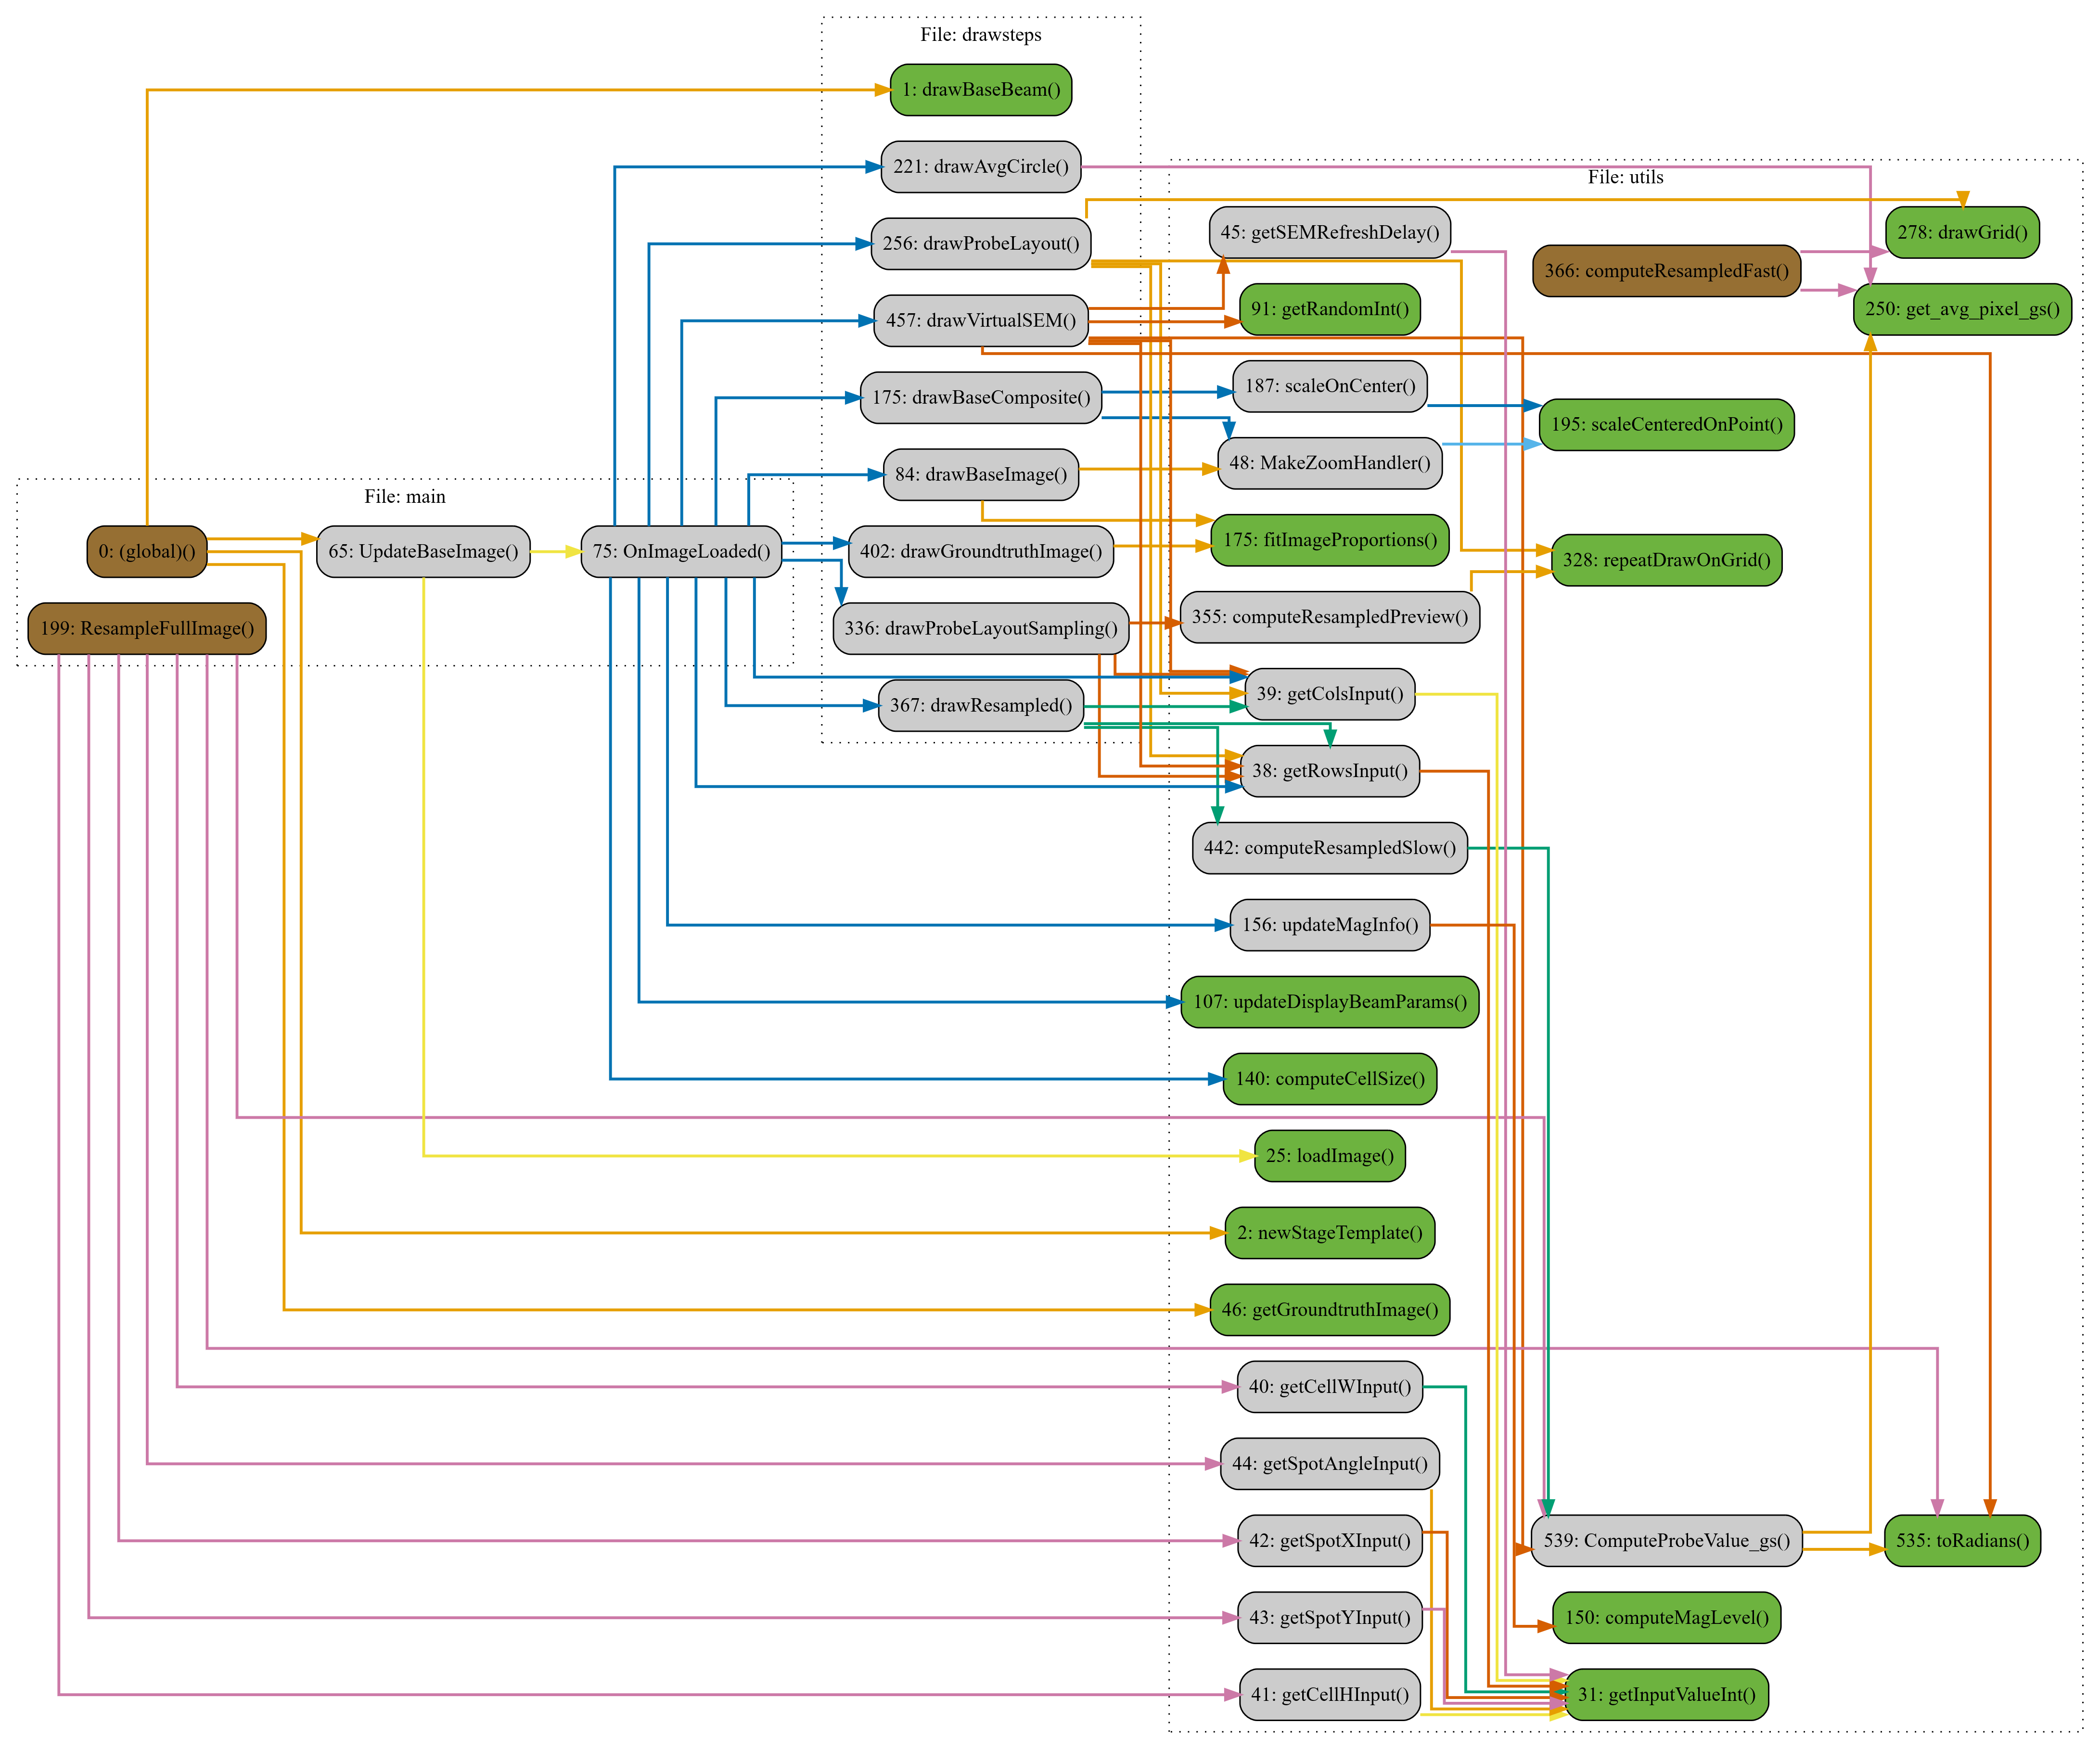 File: drawsteps
1: drawBaseBeam()
221: drawAvgCircle()
256: drawProbeLayout()
457: drawVirtualSEM()
175: drawBaseComposite()
84: drawBaseImage()
402: drawGroundtruthImage()
336: drawProbeLayoutSampling()
367: drawResampled()
File: main
0: (global)()
65: UpdateBaseImage()
75: OnImageLoaded()
199: ResampleFullImage()
File: utils
45: getSEMRefreshDelay()
91: getRandomInt()
187: scaleOnCenter()
48: MakeZoomHandler()
175: fitImageProportions()
355: computeResampledPreview()
39: getColsInput()
38: getRowsInput()
442: computeResampledSlow()
156: updateMagInfo()
107: updateDisplayBeamParams()
140: computeCellSize()
25: loadImage()
2: newStageTemplate()
46: getGroundtruthImage()
40: getCellWInput()
44: getSpotAngleInput()
42: getSpotXInput()
43: getSpotYInput()
41: getCellHInput()
366: computeResampledFast()
195: scaleCenteredOnPoint()
328: repeatDrawOnGrid()
539: ComputeProbeValue_gs()
150: computeMagLevel()
31: getInputValueInt()
278: drawGrid()
250: get_avg_pixel_gs()
535: toRadians()